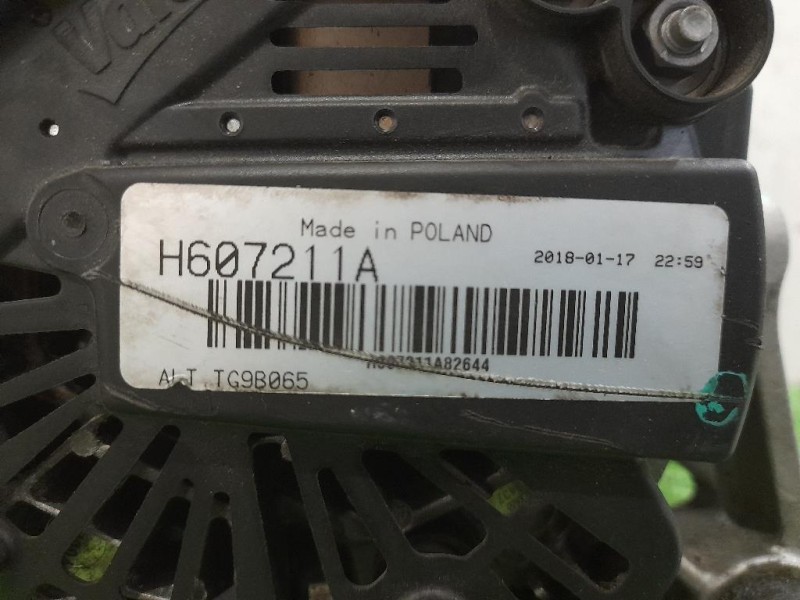 Made in POLAND
H607211A
2018-01-17 22:59
ALT TG9B065